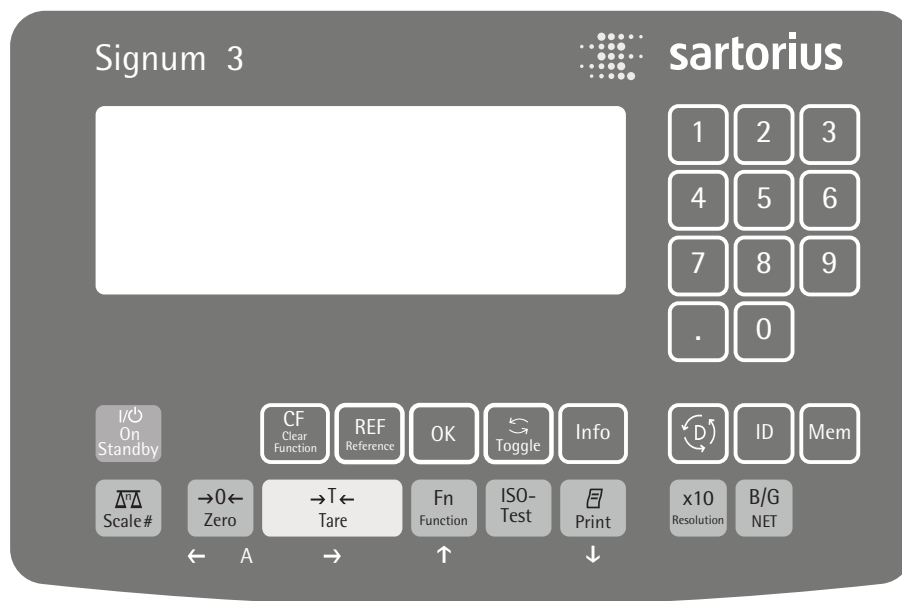 Signum 3
sartorius
1 2 3
4 5 6
7 8 9
. 0
I/⏻
On
Standby
CF
Clear
Function
REF
Reference
OK
Toggle
Info
D
ID
Mem
Scale#
→0←
Zero
→T←
Tare
Fn
Function
ISO-
Test
Print
x10
Resolution
B/G
NET
← A → ↑ ↓